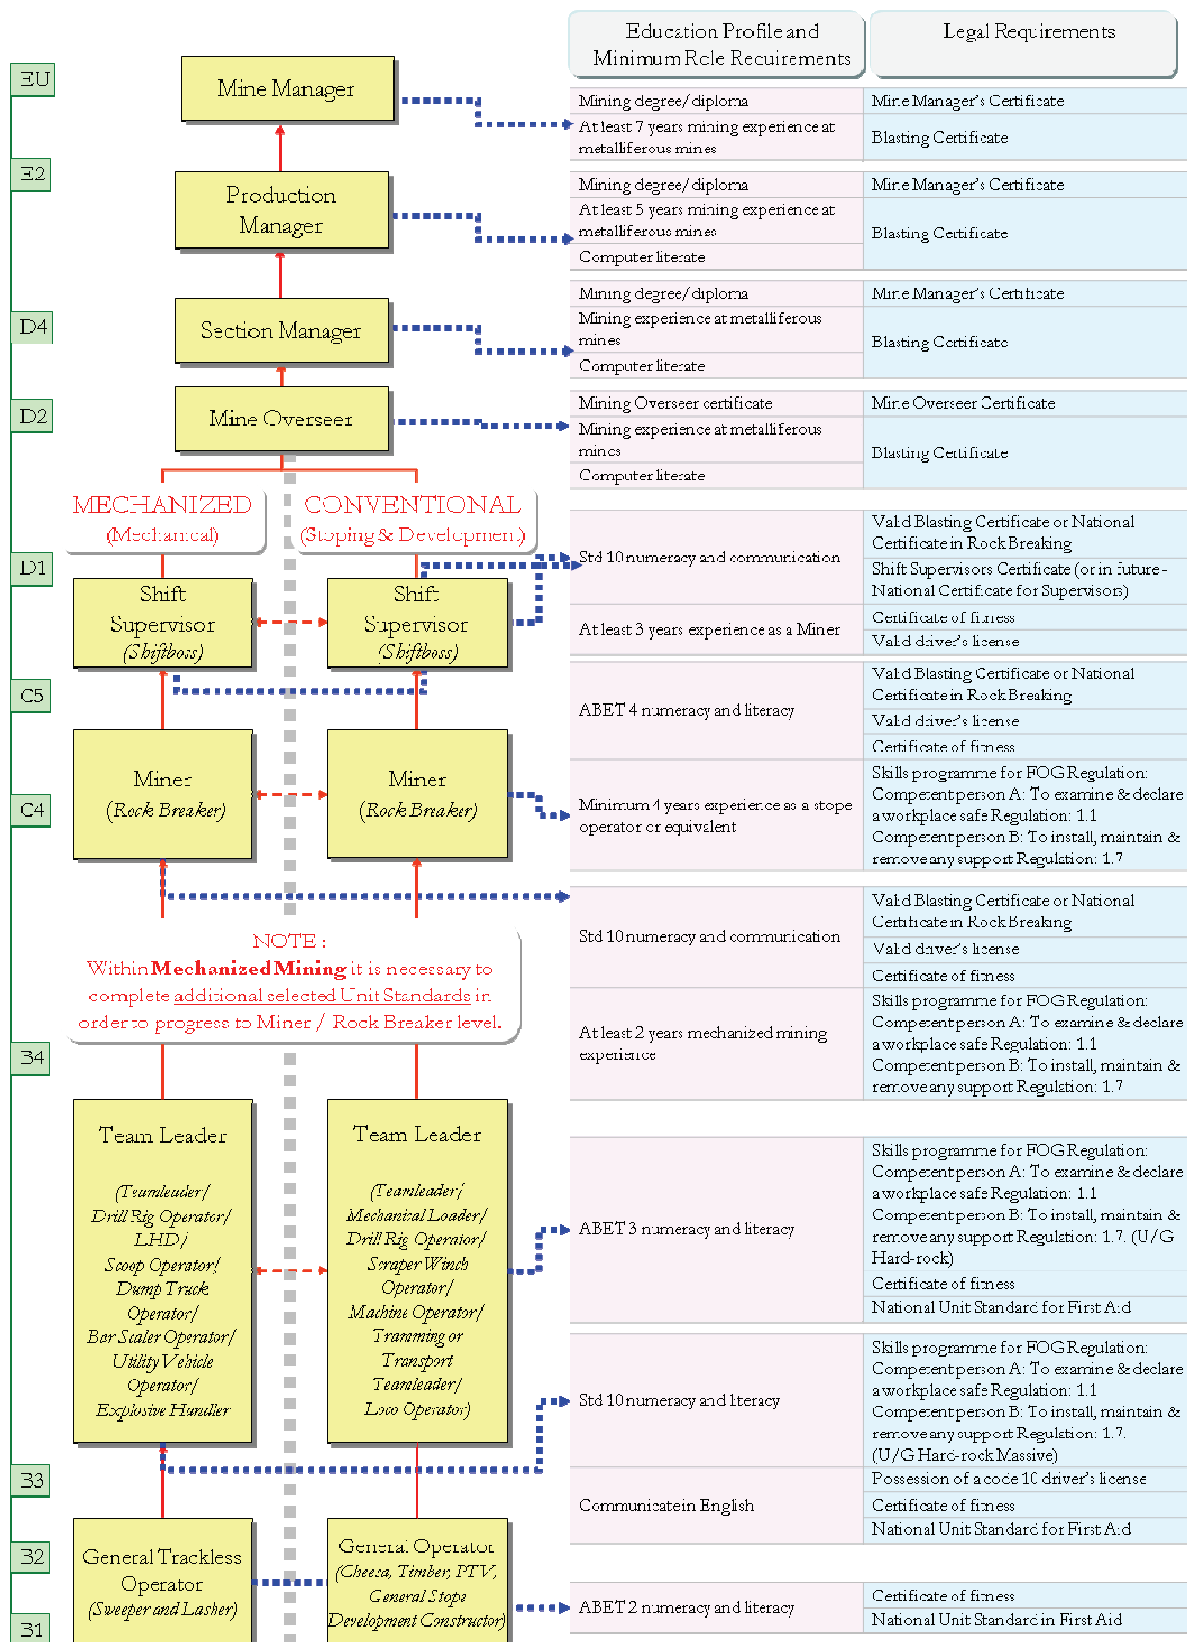 Education Profile and
Minimum Role Requirements
Legal Requirements
EU
Mine Manager
Mining degree/diploma
Mine Manager's Certificate
At least 7 years mining experience at
metalliferous mines
Blasting Certificate
E2
Production
Manager
Mining degree/diploma
Mine Manager's Certificate
At least 5 years mining experience at
metalliferous mines
Blasting Certificate
Computer literate
D4
Section Manager
Mining degree/diploma
Mine Manager's Certificate
Mining experience at metalliferous
mines
Blasting Certificate
Computer literate
D2
Mine Overseer
Mining Overseer certificate
Mine Overseer Certificate
Mining experience at metalliferous
mines
Blasting Certificate
Computer literate
MECHANIZED
(Mechanical)
CONVENTIONAL
(Stoping & Development)
D1
Shift
Supervisor
(Shiftboss)
Shift
Supervisor
(Shiftboss)
Std 10 numeracy and communication
Valid Blasting Certificate or National
Certificate in Rock Breaking
Shift Supervisors Certificate (or in future -
National Certificate for Supervisors)
At least 3 years experience as a Miner
Certificate of fitness
Valid driver's license
C5
ABET 4 numeracy and literacy
Valid Blasting Certificate or National
Certificate in Rock Breaking
Valid driver's license
Certificate of fitness
C4
Miner
(Rock Breaker)
Miner
(Rock Breaker)
Minimum 4 years experience as a stope
operator or equivalent
Skills programme for FOG Regulation:
Competent person A: To examine & declare
a workplace safe Regulation: 1.1
Competent person B: To install, maintain &
remove any support Regulation: 1.7
Std 10 numeracy and communication
Valid Blasting Certificate or National
Certificate in Rock Breaking
Valid driver's license
Certificate of fitness
NOTE :
Within Mechanized Mining it is necessary to
complete additional selected Unit Standards in
order to progress to Miner / Rock Breaker level.
At least 2 years mechanized mining
experience
Skills programme for FOG Regulation:
Competent person A: To examine & declare
a workplace safe Regulation: 1.1
Competent person B: To install, maintain &
remove any support Regulation: 1.7
B4
Team Leader
(Teamleader/
Drill Rig Operator/
LHD/
Scoop Operator/
Dump Truck
Operator/
Bar Scaler Operator/
Utility Vehicle
Operator/
Explosive Handler
Team Leader
(Teamleader/
Mechanical Loader/
Drill Rig Operator/
Scraper Winch
Operator/
Machine Operator/
Tramming or
Transport
Teamleader/
Loco Operator)
ABET 3 numeracy and literacy
Skills programme for FOG Regulation:
Competent person A: To examine & declare
a workplace safe Regulation: 1.1
Competent person B: To install, maintain &
remove any support Regulation: 1.7. (U/G
Hard-rock)
Certificate of fitness
National Unit Standard for First Aid
Std 10 numeracy and literacy
Skills programme for FOG Regulation:
Competent person A: To examine & declare
a workplace safe Regulation: 1.1
Competent person B: To install, maintain &
remove any support Regulation: 1.7.
(U/G Hard-rock Massive)
B3
Communicate in English
Possession of a code 10 driver's license
Certificate of fitness
National Unit Standard for First Aid
B2
General Trackless
Operator
(Sweeper and Lasher)
General Operator
(Cheesa, Timber, PTV,
General Stope
Development Constructor)
ABET 2 numeracy and literacy
Certificate of fitness
National Unit Standard in First Aid
B1